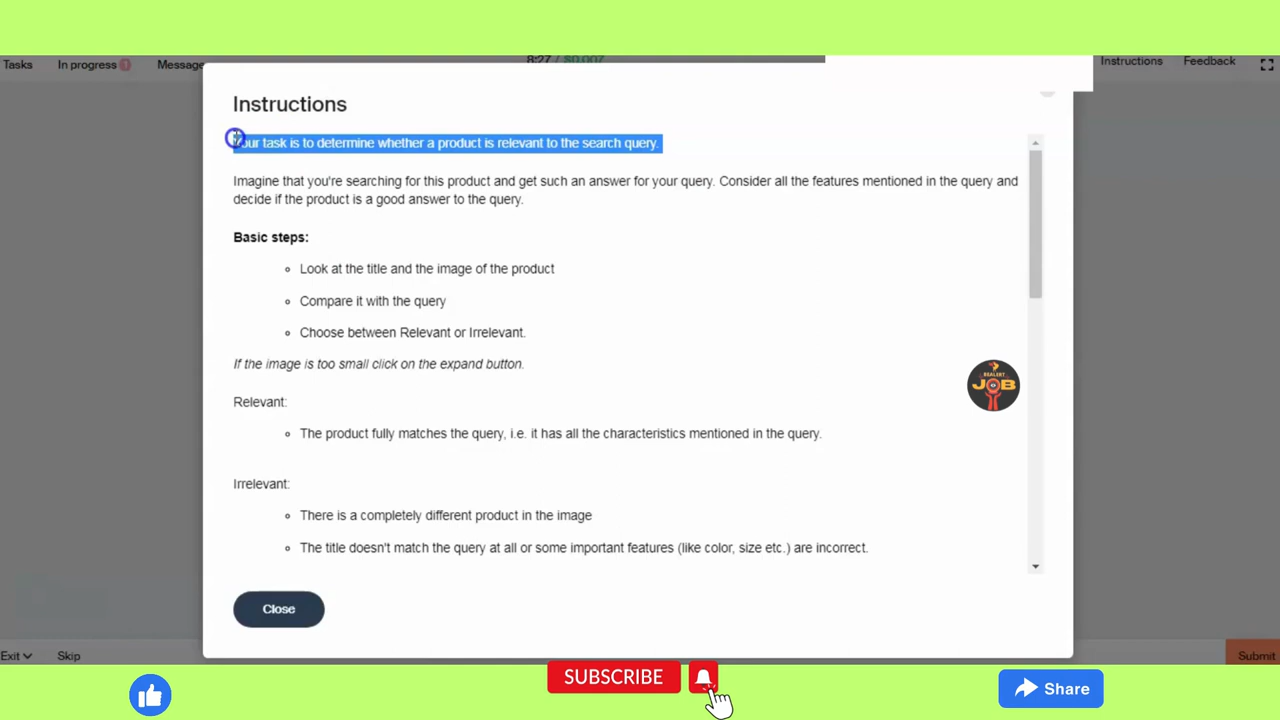 Tasks In progress 1 Message 8:27 / $0.007 Instructions Feedback
Instructions
Your task is to determine whether a product is relevant to the search query.
Imagine that you're searching for this product and get such an answer for your query. Consider all the features mentioned in the query and
decide if the product is a good answer to the query.
Basic steps:
Look at the title and the image of the product
Compare it with the query
Choose between Relevant or Irrelevant.
If the image is too small click on the expand button.
JOB
Relevant:
The product fully matches the query, i.e. it has all the characteristics mentioned in the query.
Irrelevant:
There is a completely different product in the image
The title doesn't match the query at all or some important features (like color, size etc.) are incorrect.
Close
Exit Skip Submit
SUBSCRIBE
Share